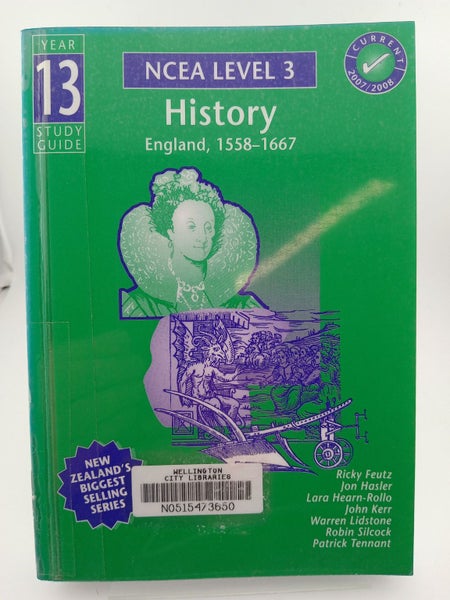 YEAR
13
STUDY
GUIDE
NCEA LEVEL 3
CURRENT
2007/2008
History
England, 1558–1667
NEW
ZEALAND'S
BIGGEST
SELLING
SERIES
WELLINGTON
CITY LIBRARIES
N0515473650
Ricky Feutz
Jon Hasler
Lara Hearn-Rollo
John Kerr
Warren Lidstone
Robin Silcock
Patrick Tennant